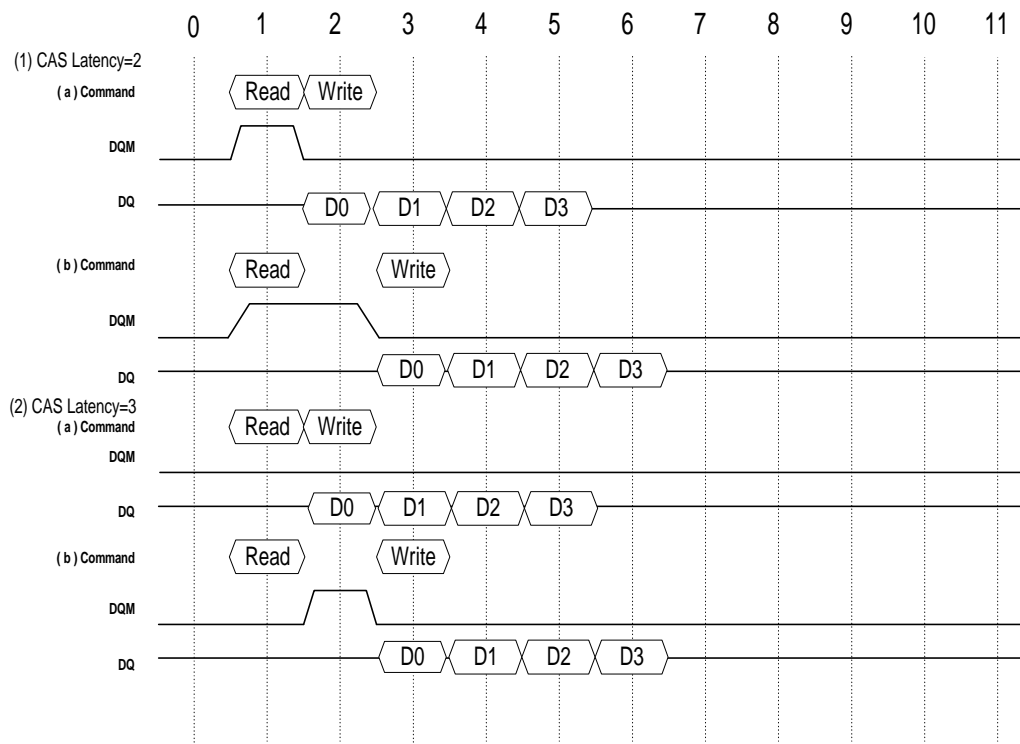 0 1 2 3 4 5 6 7 8 9 10 11
(1) CAS Latency=2
( a ) Command Read Write
DQM
DQ D0 D1 D2 D3
( b ) Command Read Write
DQM
DQ D0 D1 D2 D3
(2) CAS Latency=3
( a ) Command Read Write
DQM
DQ D0 D1 D2 D3
( b ) Command Read Write
DQM
DQ D0 D1 D2 D3